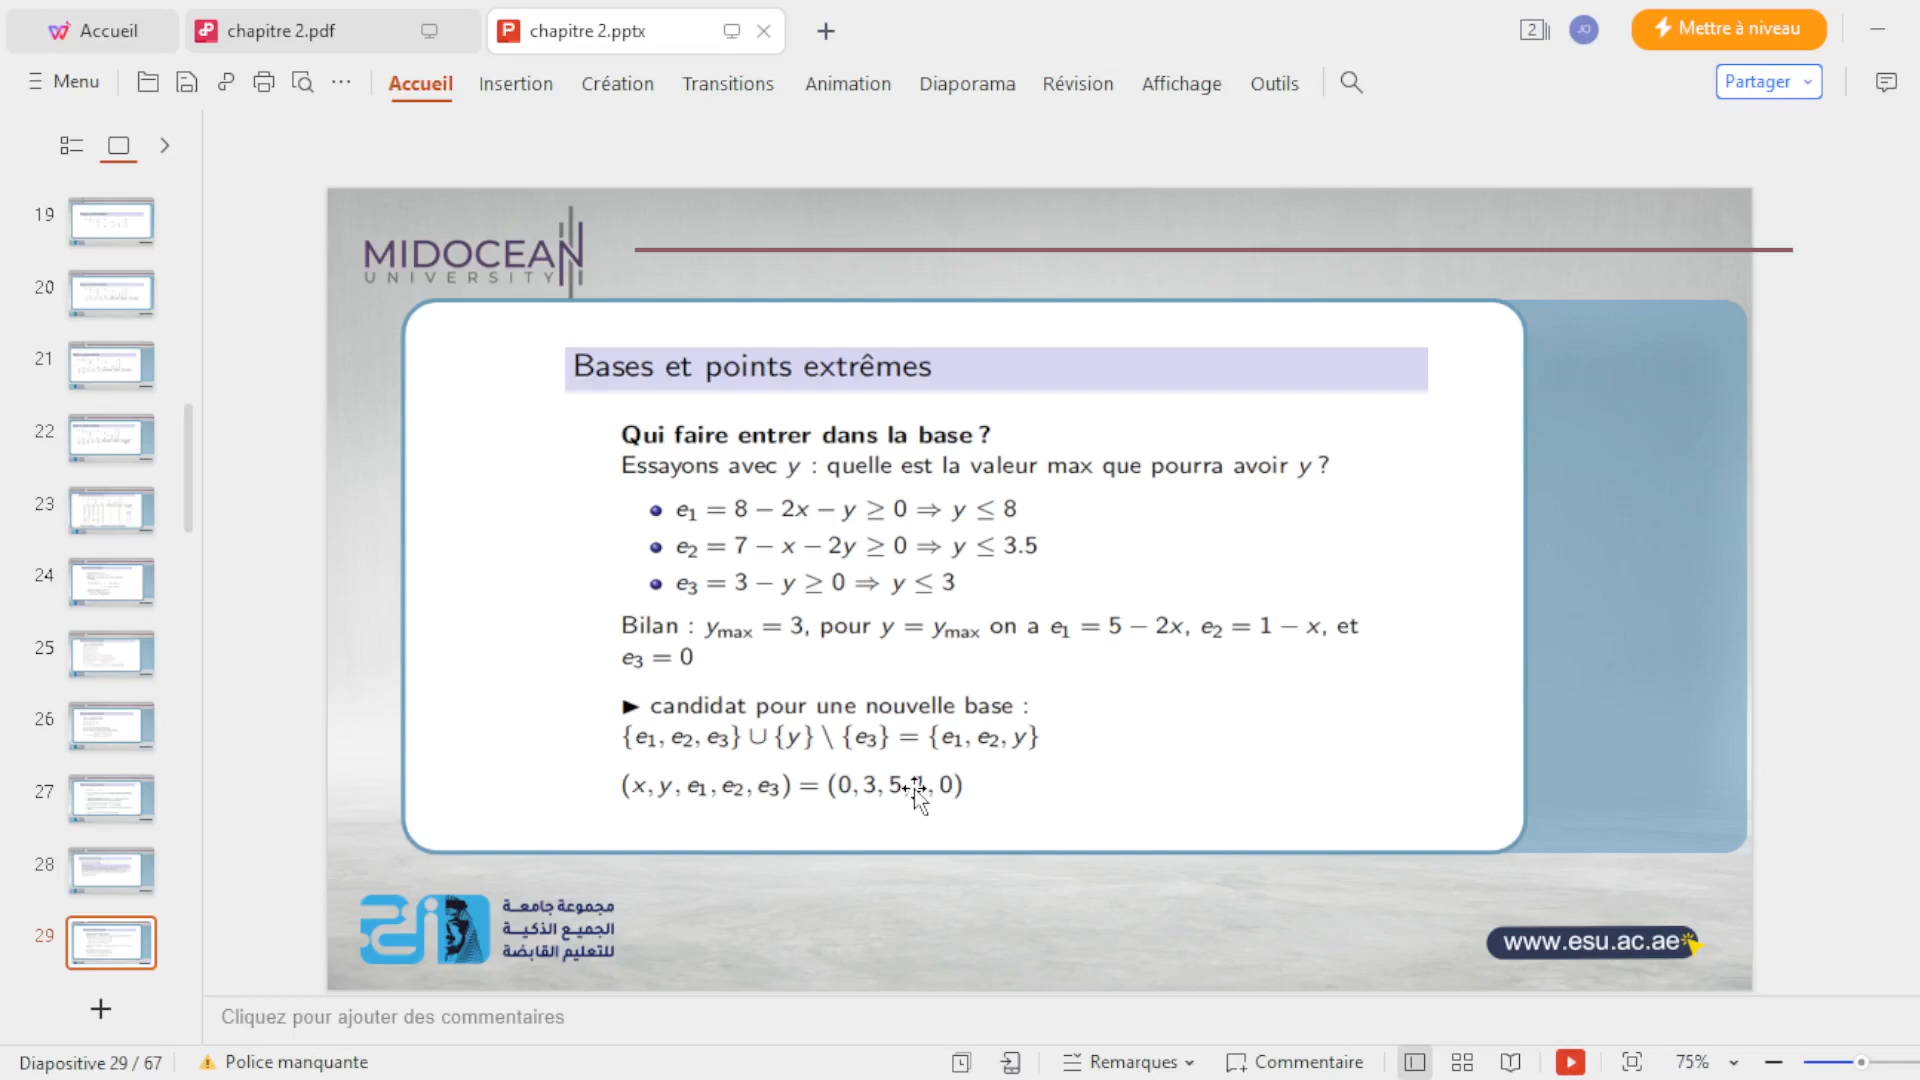 Accueil
chapitre 2.pdf
chapitre 2.pptx
2
JO
Mettre à niveau
Menu
Accueil
Insertion
Création
Transitions
Animation
Diaporama
Révision
Affichage
Outils
Partager
19
20
21
22
23
24
25
26
27
28
29
MIDOCEAN
UNIVERSITY
Bases et points extrêmes
Qui faire entrer dans la base ?
Essayons avec y : quelle est la valeur max que pourra avoir y ?
e₁ = 8 − 2x − y ≥ 0 ⇒ y ≤ 8
e₂ = 7 − x − 2y ≥ 0 ⇒ y ≤ 3.5
e₃ = 3 − y ≥ 0 ⇒ y ≤ 3
Bilan : yₘₐₓ = 3, pour y = yₘₐₓ on a e₁ = 5 − 2x, e₂ = 1 − x, et
e₃ = 0
► candidat pour une nouvelle base :
{e₁, e₂, e₃} ∪ {y} \ {e₃} = {e₁, e₂, y}
(x, y, e₁, e₂, e₃) = (0, 3, 5, 1, 0)
مجموعة جامعة
الجميع الذكية
للتعليم القابضة
www.esu.ac.ae
Cliquez pour ajouter des commentaires
Diapositive 29 / 67
Police manquante
Remarques
Commentaire
75%